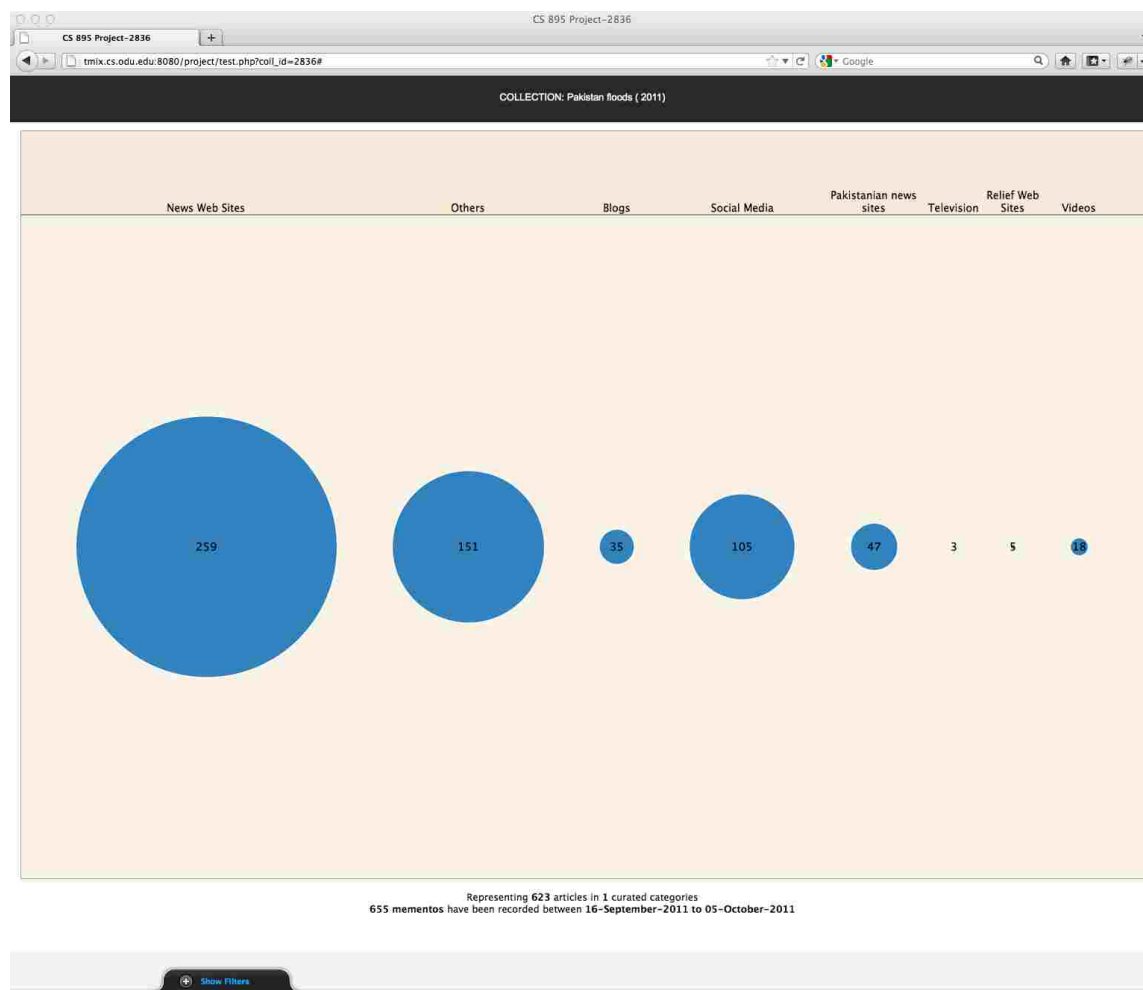 CS 895 Project-2836
CS 895 Project-2836
tmix.cs.odu.edu:8080/project/test.php?coll_id=2836#
Google
COLLECTION: Pakistan floods ( 2011)
News Web Sites
Others
Blogs
Social Media
Pakistanian news
sites
Television
Relief Web
Sites
Videos
259
151
35
105
47
3
5
18
Representing 623 articles in 1 curated categories
655 mementos have been recorded between 16-September-2011 to 05-October-2011
Show Filters